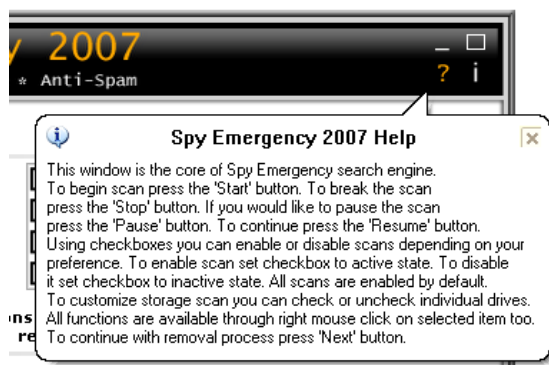 y 2007
* Anti-Spam
? i
Spy Emergency 2007 Help
This window is the core of Spy Emergency search engine.
To begin scan press the 'Start' button. To break the scan
press the 'Stop' button. If you would like to pause the scan
press the 'Pause' button. To continue press the 'Resume' button.
Using checkboxes you can enable or disable scans depending on your
preference. To enable scan set checkbox to active state. To disable
it set checkbox to inactive state. All scans are enabled by default.
To customize storage scan you can check or uncheck individual drives.
All functions are available through right mouse click on selected item too.
To continue with removal process press 'Next' button.
ons
re